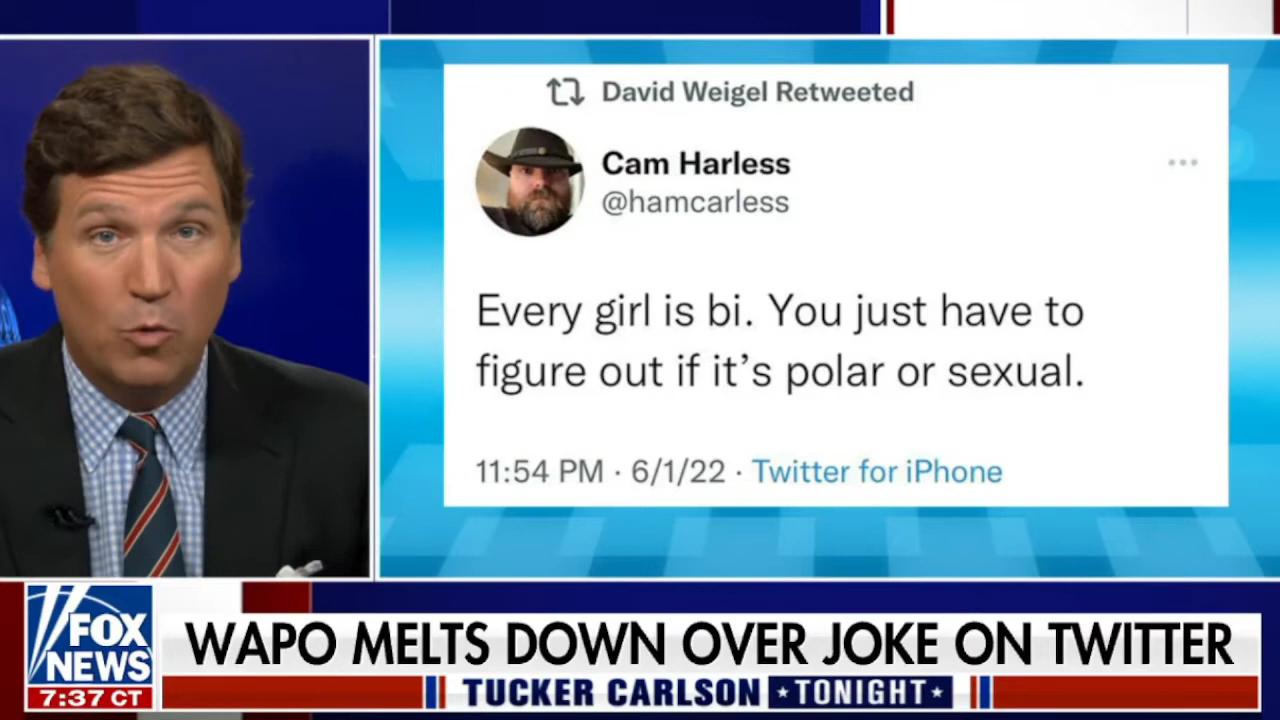 David Weigel Retweeted
Cam Harless
@hamcarless
Every girl is bi. You just have to
figure out if it’s polar or sexual.
11:54 PM · 6/1/22 · Twitter for iPhone
FOX
NEWS
7:37 CT
WAPO MELTS DOWN OVER JOKE ON TWITTER
TUCKER CARLSON ★TONIGHT★